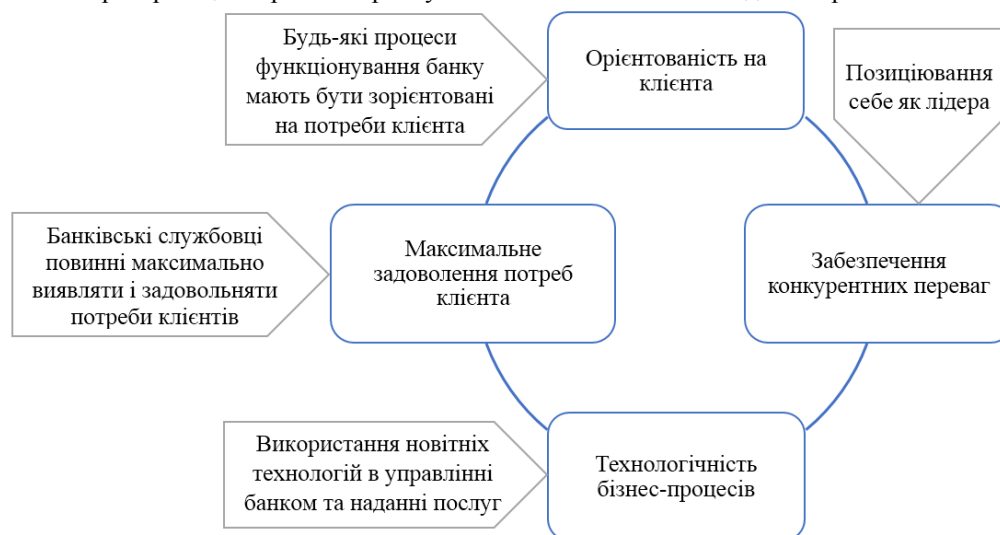 Будь-які процеси
функціонування банку
мають бути зорієнтовані
на потреби клієнта
Орієнтованість на
клієнта
Позиціювання
себе як лідера
Банківські службовці
повинні максимально
виявляти і задовольняти
потреби клієнтів
Максимальне
задоволення потреб
клієнта
Забезпечення
конкурентних переваг
Використання новітніх
технологій в управлінні
банком та наданні послуг
Технологічність
бізнес-процесів